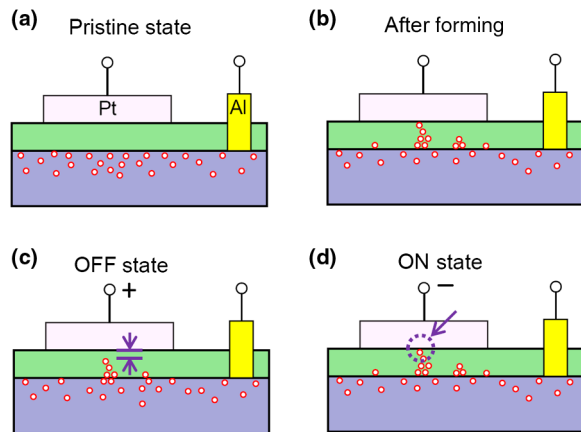 (a) Pristine state
Pt
Al
(b) After forming
(c) OFF state
+
(d) ON state
−